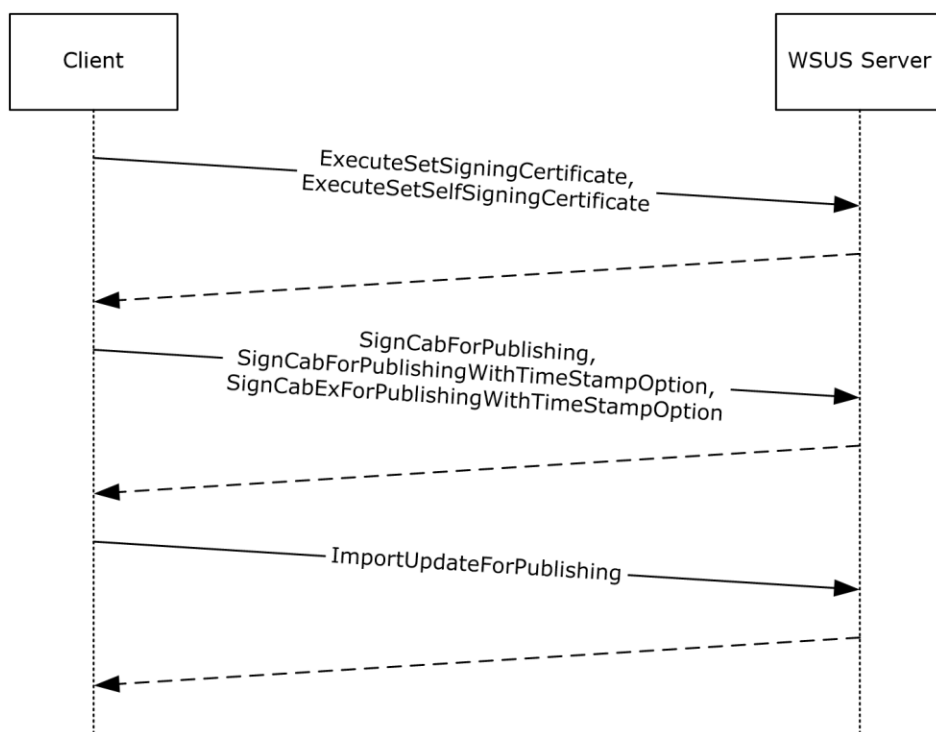 Client
WSUS Server
ExecuteSetSigningCertificate,
ExecuteSetSelfSigningCertificate
SignCabForPublishing,
SignCabForPublishingWithTimeStampOption,
SignCabExForPublishingWithTimeStampOption
ImportUpdateForPublishing